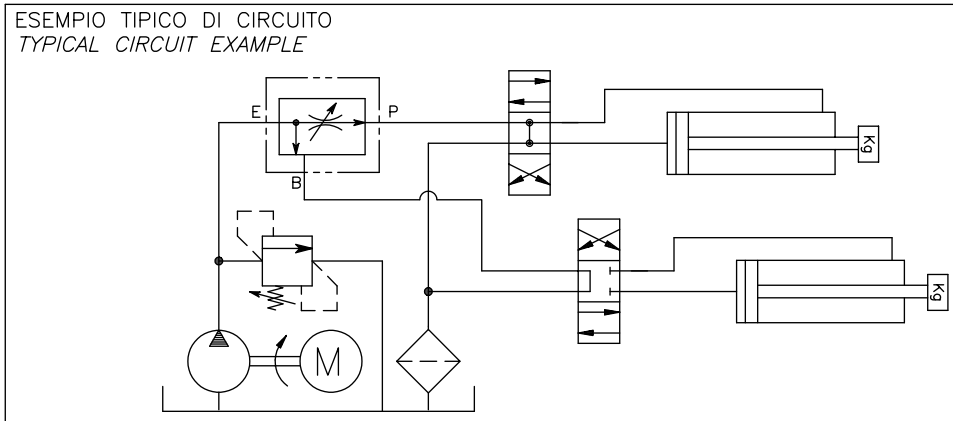 ESEMPIO TIPICO DI CIRCUITO
TYPICAL CIRCUIT EXAMPLE
E
P
B
Kg
Kg
M